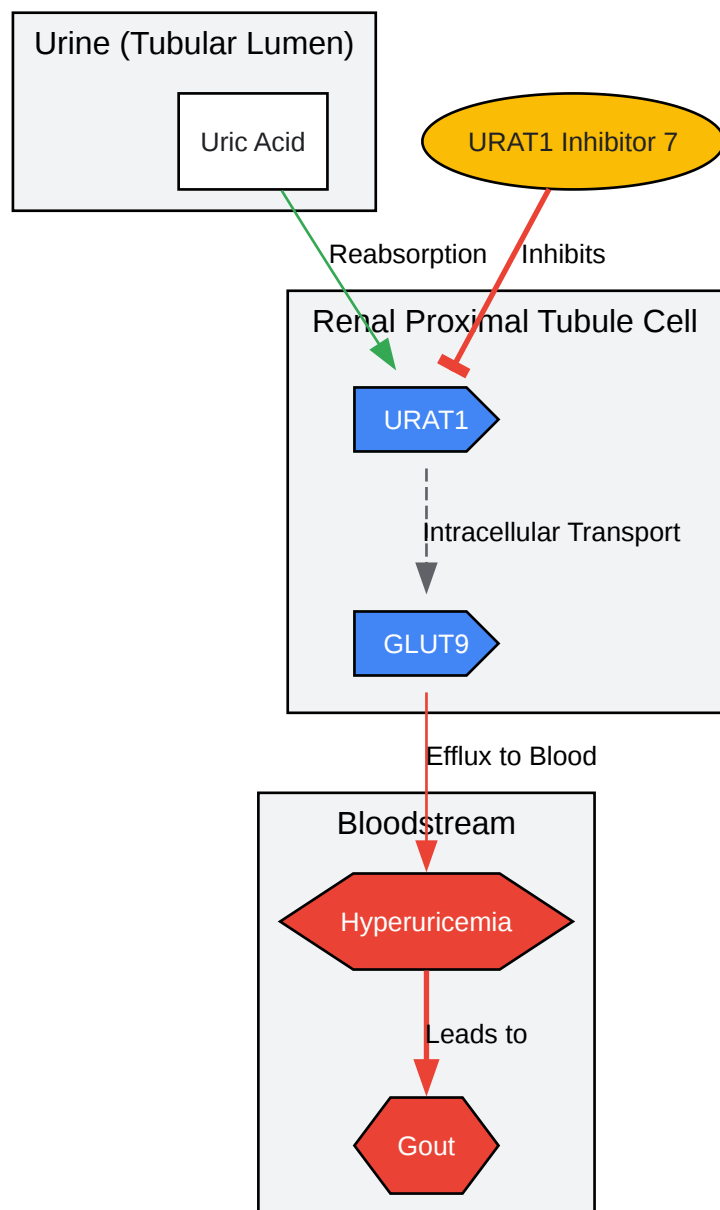 Urine (Tubular Lumen)
Uric Acid
URAT1 Inhibitor 7
Reabsorption
Inhibits
Renal Proximal Tubule Cell
URAT1
Intracellular Transport
GLUT9
Efflux to Blood
Bloodstream
Hyperuricemia
Leads to
Gout